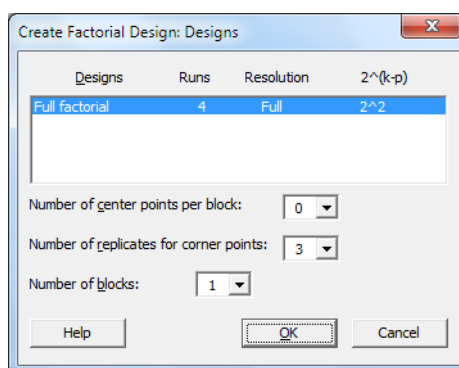 Create Factorial Design: Designs
Designs Runs Resolution 2^(k-p)
Full factorial 4 Full 2^2
Number of center points per block: 0
Number of replicates for corner points: 3
Number of blocks: 1
Help OK Cancel